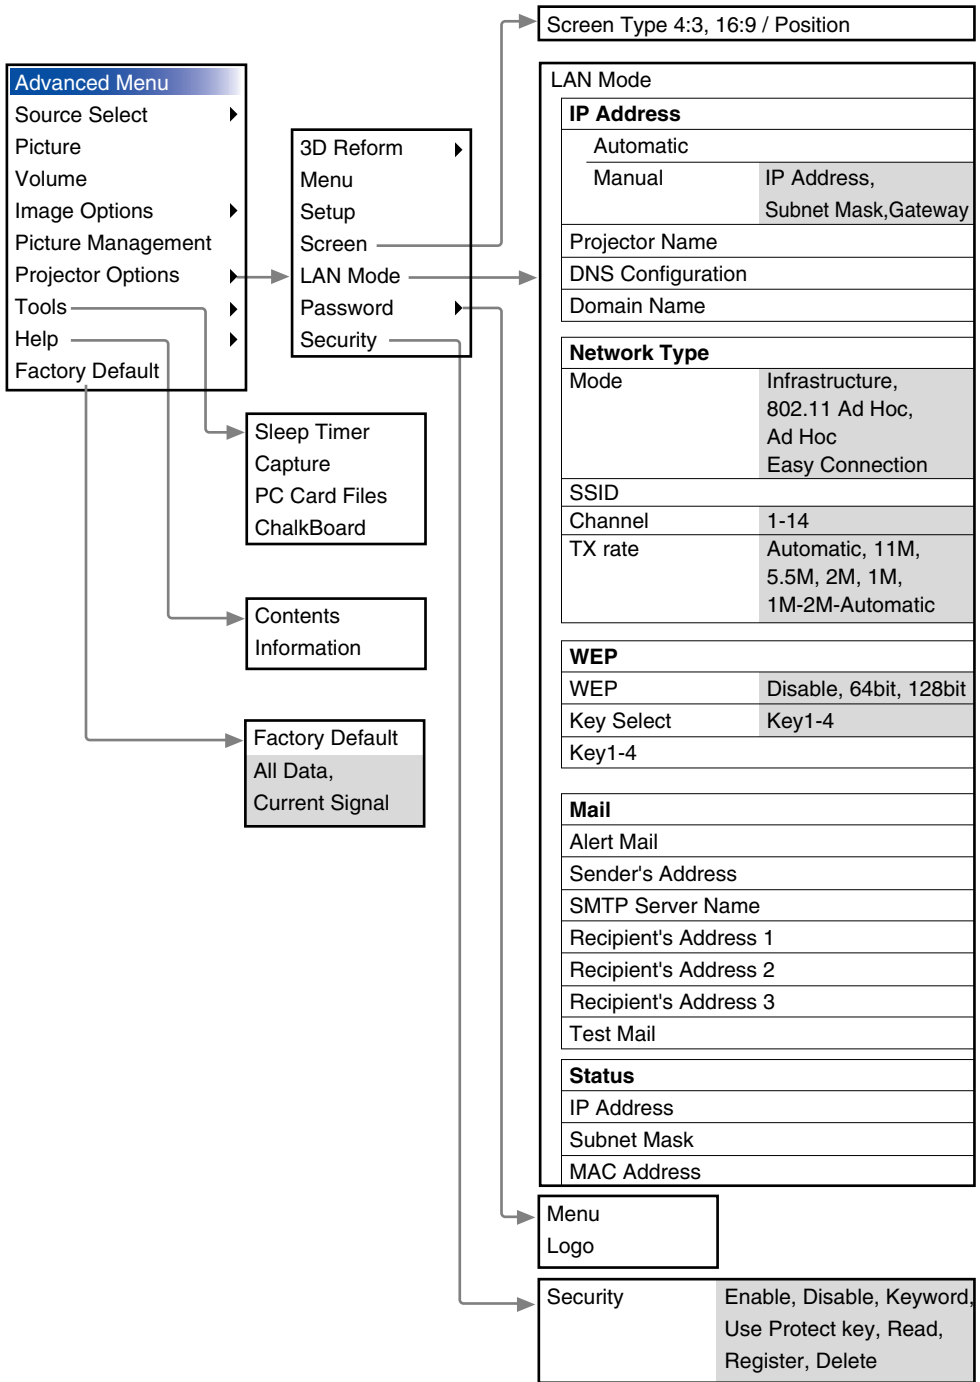 Screen Type 4:3, 16:9 / Position
Advanced Menu
Source Select
Picture
Volume
Image Options
Picture Management
Projector Options
Tools
Help
Factory Default
3D Reform
Menu
Setup
Screen
LAN Mode
Password
Security
Sleep Timer
Capture
PC Card Files
ChalkBoard
Contents
Information
Factory Default
All Data,
Current Signal
LAN Mode
IP Address
Automatic
Manual IP Address,
Subnet Mask,Gateway
Projector Name
DNS Configuration
Domain Name
Network Type
Mode Infrastructure,
802.11 Ad Hoc,
Ad Hoc
Easy Connection
SSID
Channel 1-14
TX rate Automatic, 11M,
5.5M, 2M, 1M,
1M-2M-Automatic
WEP
WEP Disable, 64bit, 128bit
Key Select Key1-4
Key1-4
Mail
Alert Mail
Sender's Address
SMTP Server Name
Recipient's Address 1
Recipient's Address 2
Recipient's Address 3
Test Mail
Status
IP Address
Subnet Mask
MAC Address
Menu
Logo
Security Enable, Disable, Keyword,
Use Protect key, Read,
Register, Delete